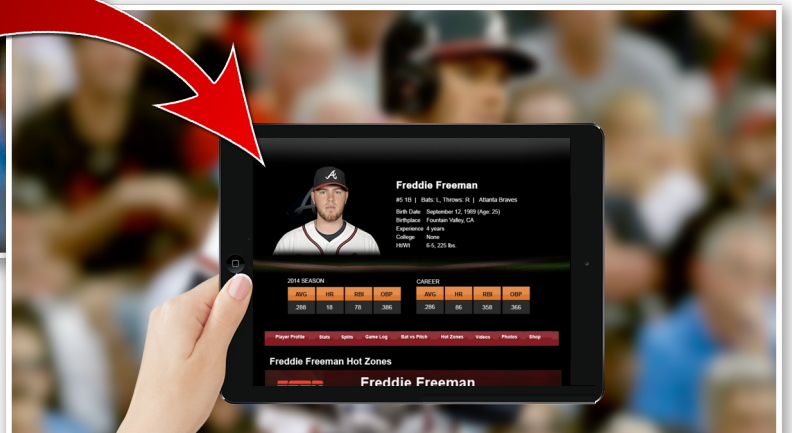 Freddie Freeman
#5 1B | Bats: L, Throws: R | Atlanta Braves
Birth Date September 12, 1989 (Age: 25)
Birthplace Fountain Valley, CA
Experience 4 years
College None
Ht/Wt 6-5, 225 lbs.
2014 SEASON CAREER
AVG HR RBI OBP AVG HR RBI OBP
.288 18 78 .386 .286 86 358 .366
Player Profile Stats Splits Game Log Bat vs Pitch Hot Zones Videos Photos Shop
Freddie Freeman Hot Zones
Freddie Freeman